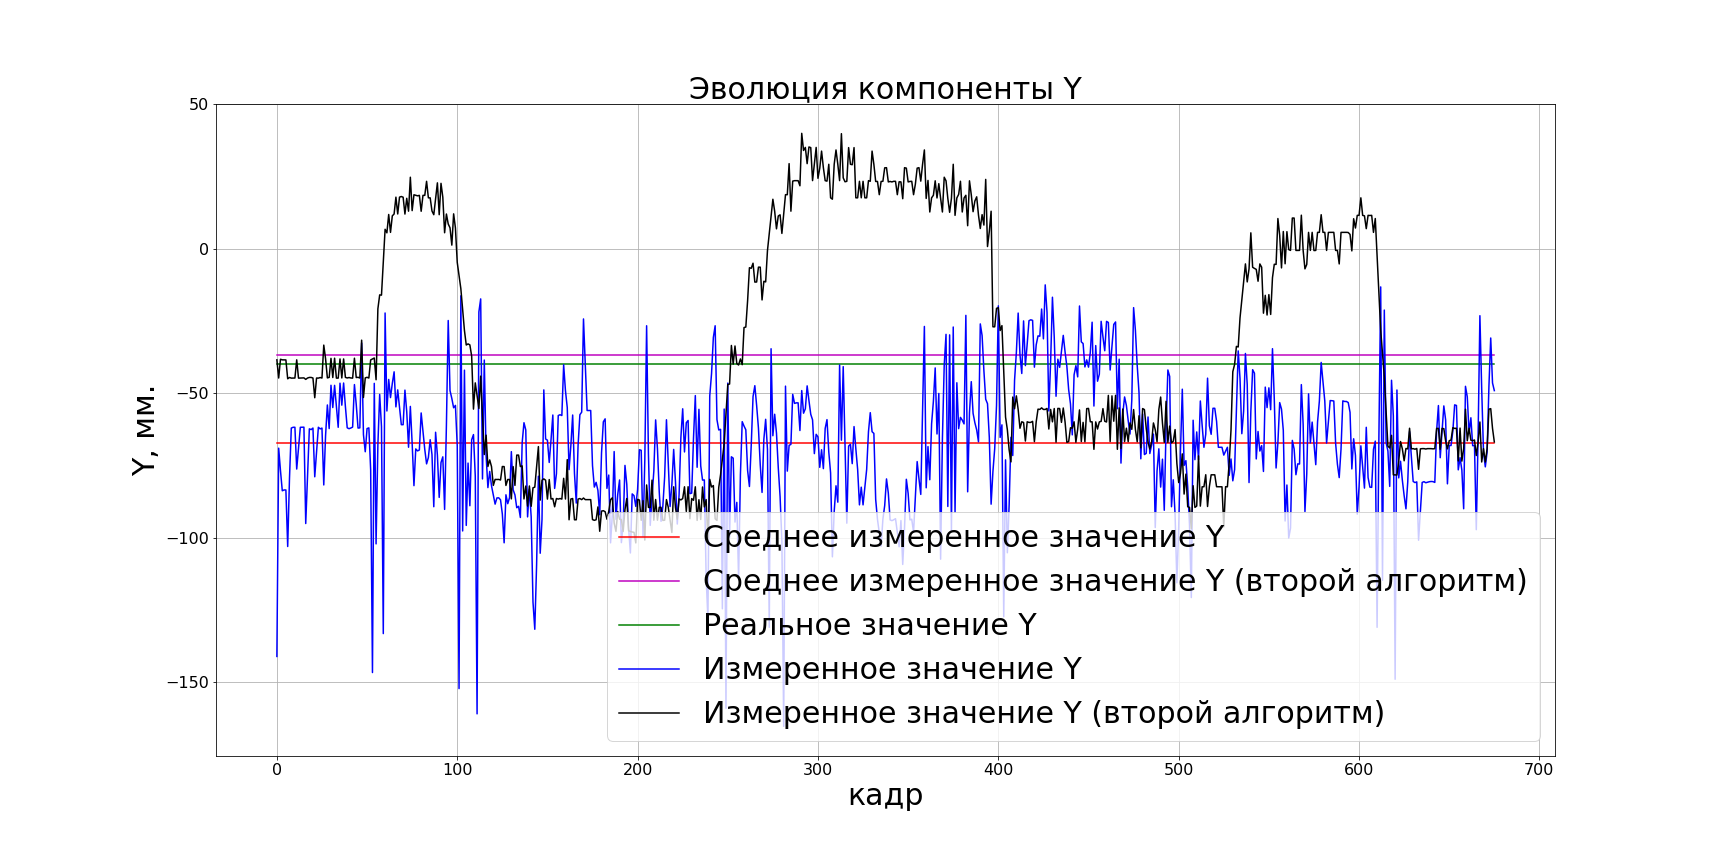 Эволюция компоненты Y
Y, мм.
50
0
−50
−100
−150
Среднее измеренное значение Y
Среднее измеренное значение Y (второй алгоритм)
Реальное значение Y
Измеренное значение Y
Измеренное значение Y (второй алгоритм)
0 100 200 300 400 500 600 700
кадр